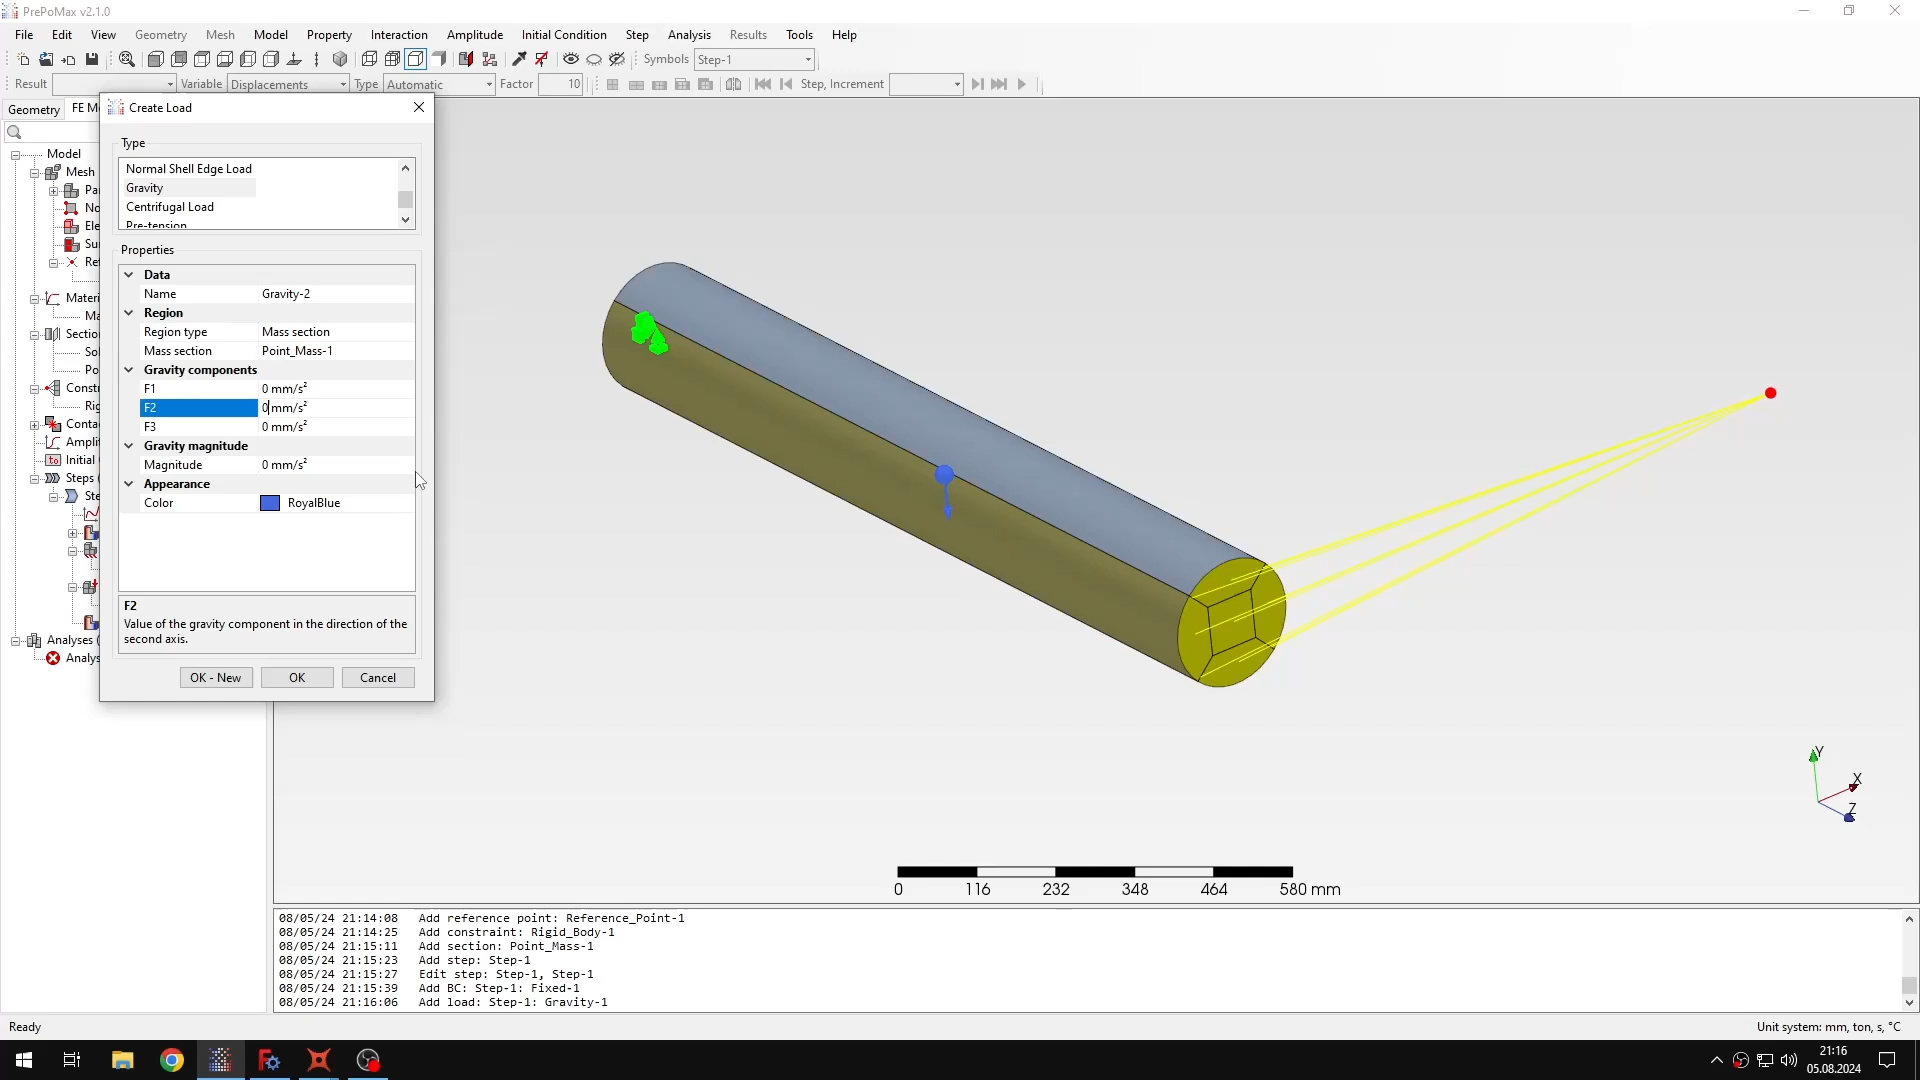 PrePoMax v2.1.0
File Edit View Geometry Mesh Model Property Interaction Amplitude Initial Condition Step Analysis Results Tools Help
Symbols Step-1
Result Variable Displacements Type Automatic Factor 10 Step, Increment
Geometry
Create Load
Type
Normal Shell Edge Load
Gravity
Centrifugal Load
Pre-tension
Properties
Data
Name Gravity-2
Region
Region type Mass section
Mass section Point_Mass-1
Gravity components
F1 0 mm/s²
F2 0 mm/s²
F3 0 mm/s²
Gravity magnitude
Magnitude 0 mm/s²
Appearance
Color RoyalBlue
F2
Value of the gravity component in the direction of the
second axis.
OK - New OK Cancel
Model
Mesh
Initial
Steps (
Analyses (
Y
X
Z
0 116 232 348 464 580 mm
08/05/24 21:14:08 Add reference point: Reference_Point-1
08/05/24 21:14:25 Add constraint: Rigid_Body-1
08/05/24 21:15:11 Add section: Point_Mass-1
08/05/24 21:15:23 Add step: Step-1
08/05/24 21:15:27 Edit step: Step-1, Step-1
08/05/24 21:15:39 Add BC: Step-1: Fixed-1
08/05/24 21:16:06 Add load: Step-1: Gravity-1
Ready
Unit system: mm, ton, s, °C
21:16
05.08.2024